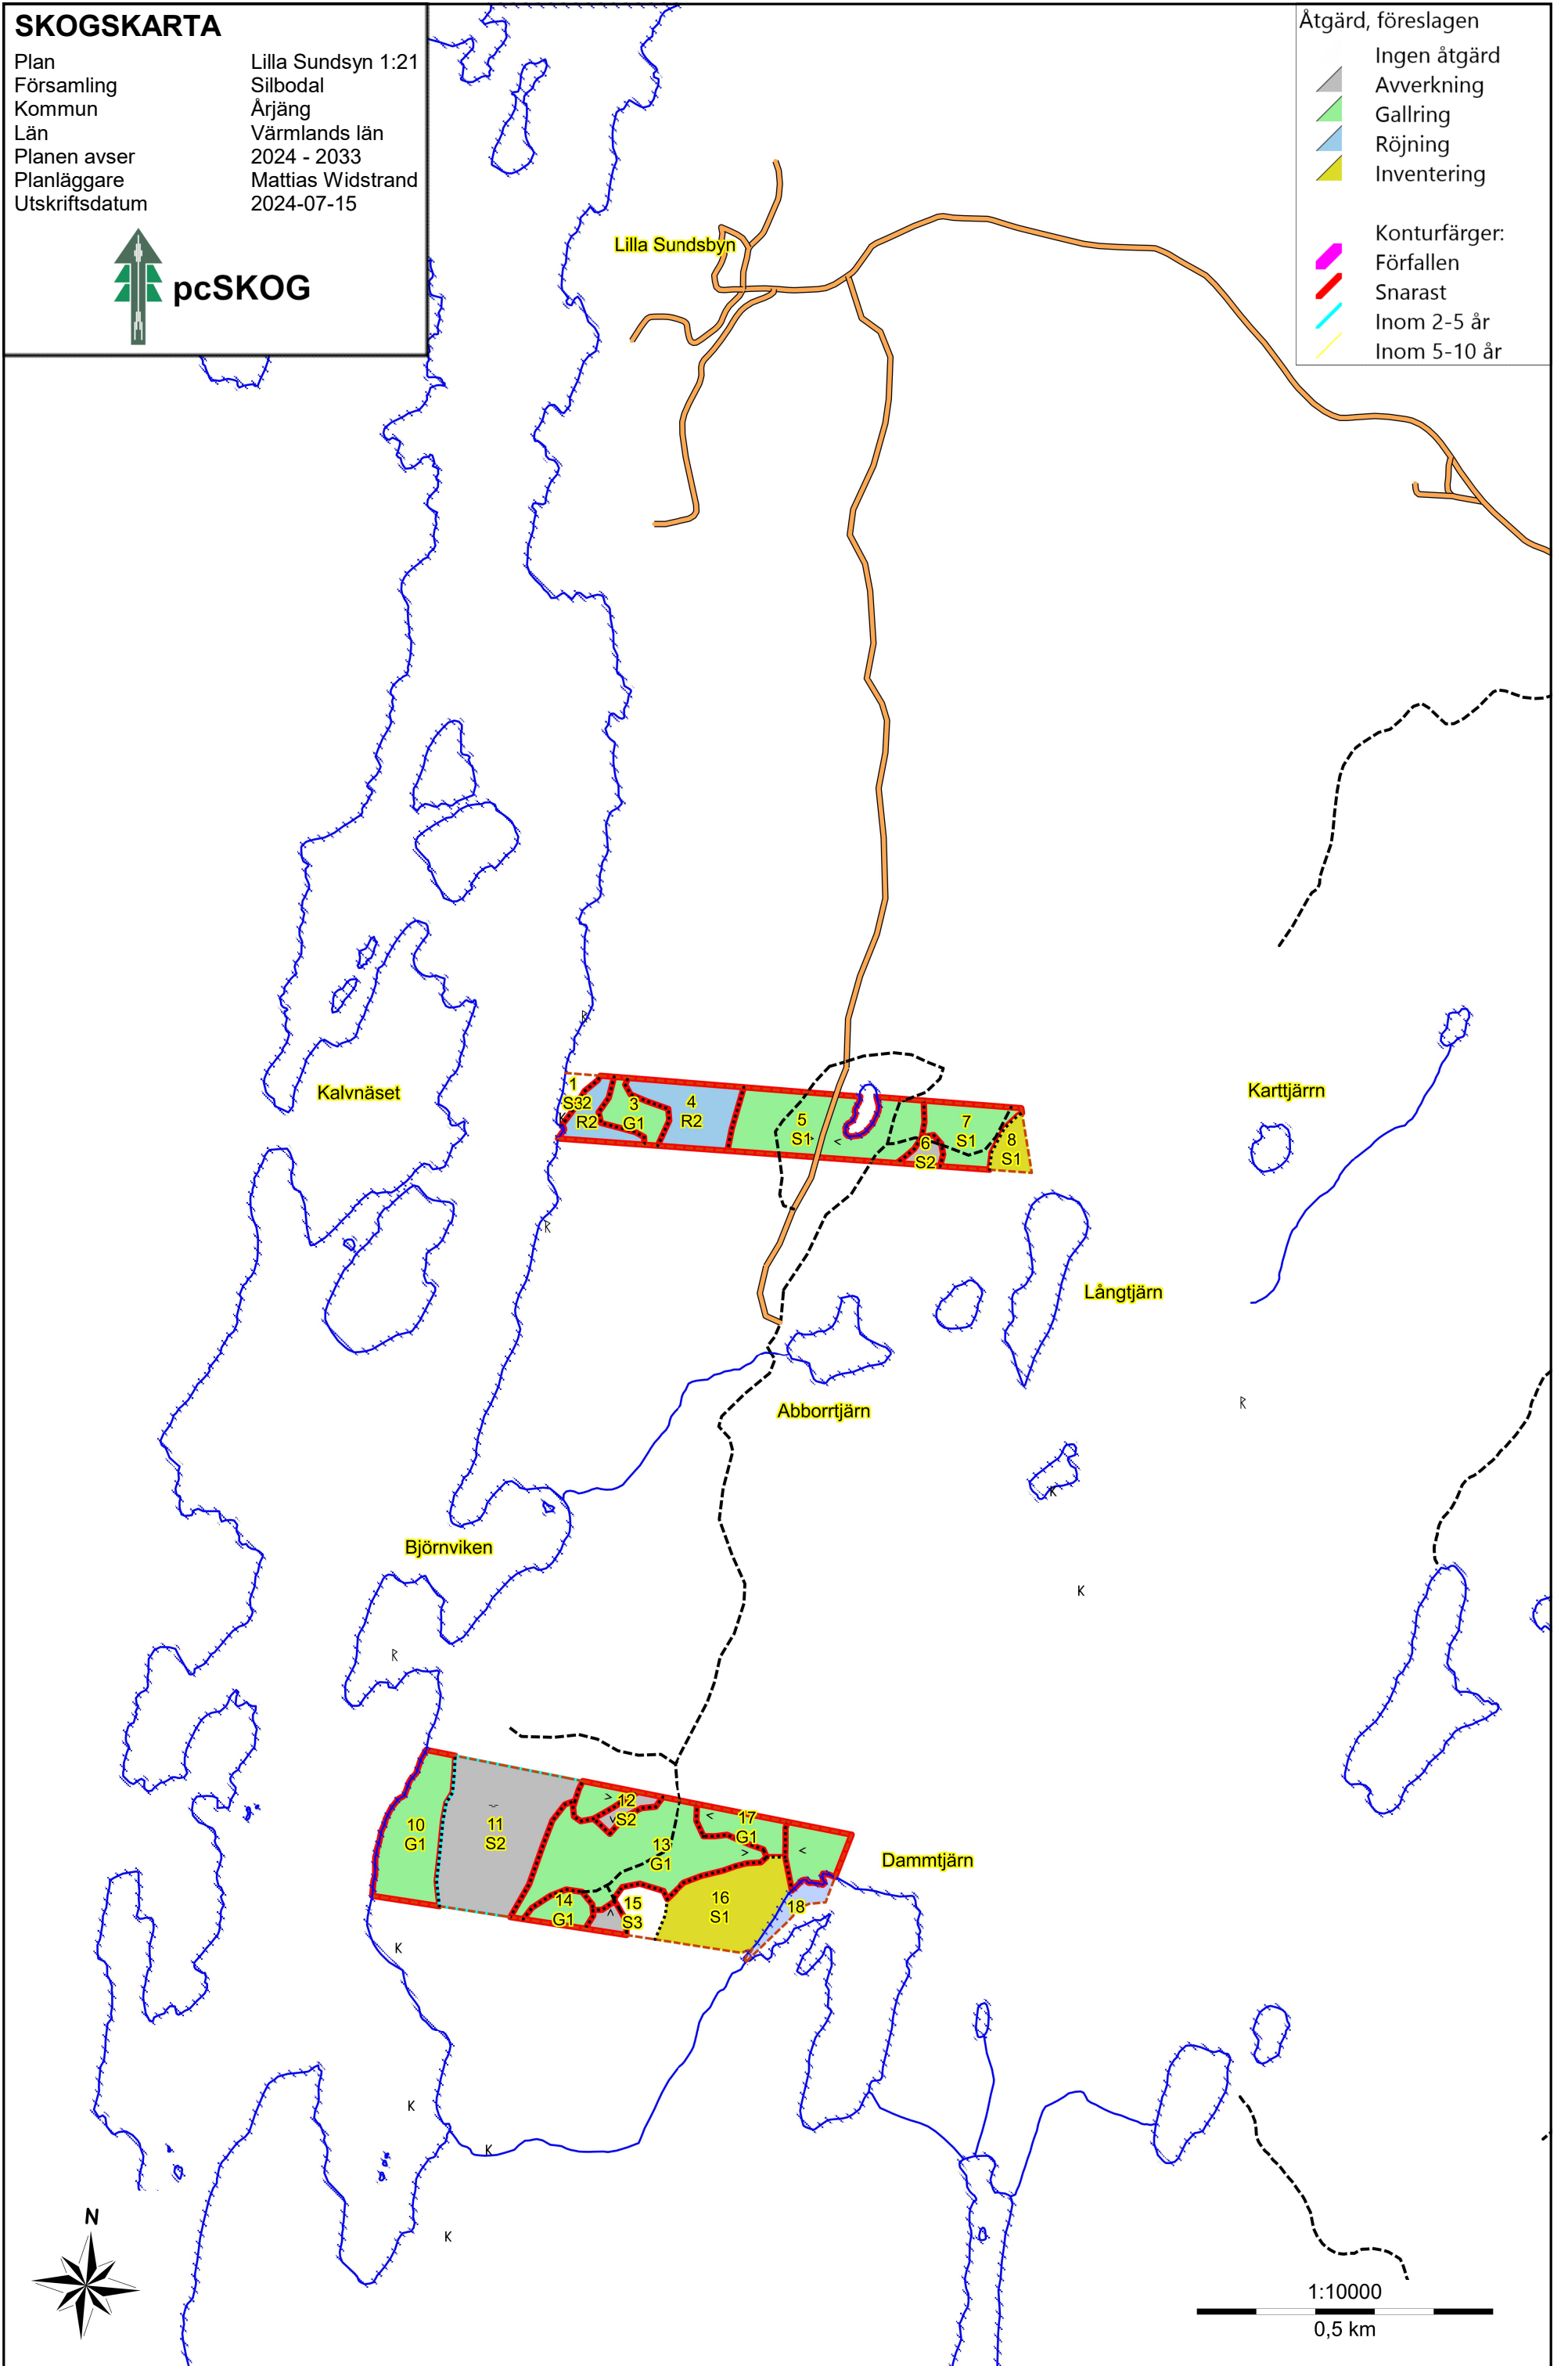 SKOGSKARTA
Plan Lilla Sundsyn 1:21
Församling Silbodal
Kommun Årjäng
Län Värmlands län
Planen avser 2024 - 2033
Planläggare Mattias Widstrand
Utskriftsdatum 2024-07-15
pcSKOG
Åtgärd, föreslagen
Ingen åtgärd
Avverkning
Gallring
Röjning
Inventering
Konturfärger:
Förfallen
Snarast
Inom 2-5 år
Inom 5-10 år
Lilla Sundsbyn
R
Kalvnäset
Karttjärrn
1
S3
2
R2
K
3
G1
4
R2
5
S1
6
S2
7
S1
8
S1
R
Långtjärn
Abborrtjärn
R
K
Björnviken
K
R
10
G1
11
S2
12
S2
13
G1
14
G1
15
S3
16
S1
17
G1
18
Dammtjärn
K
K
K
K
N
1:10000
0,5 km